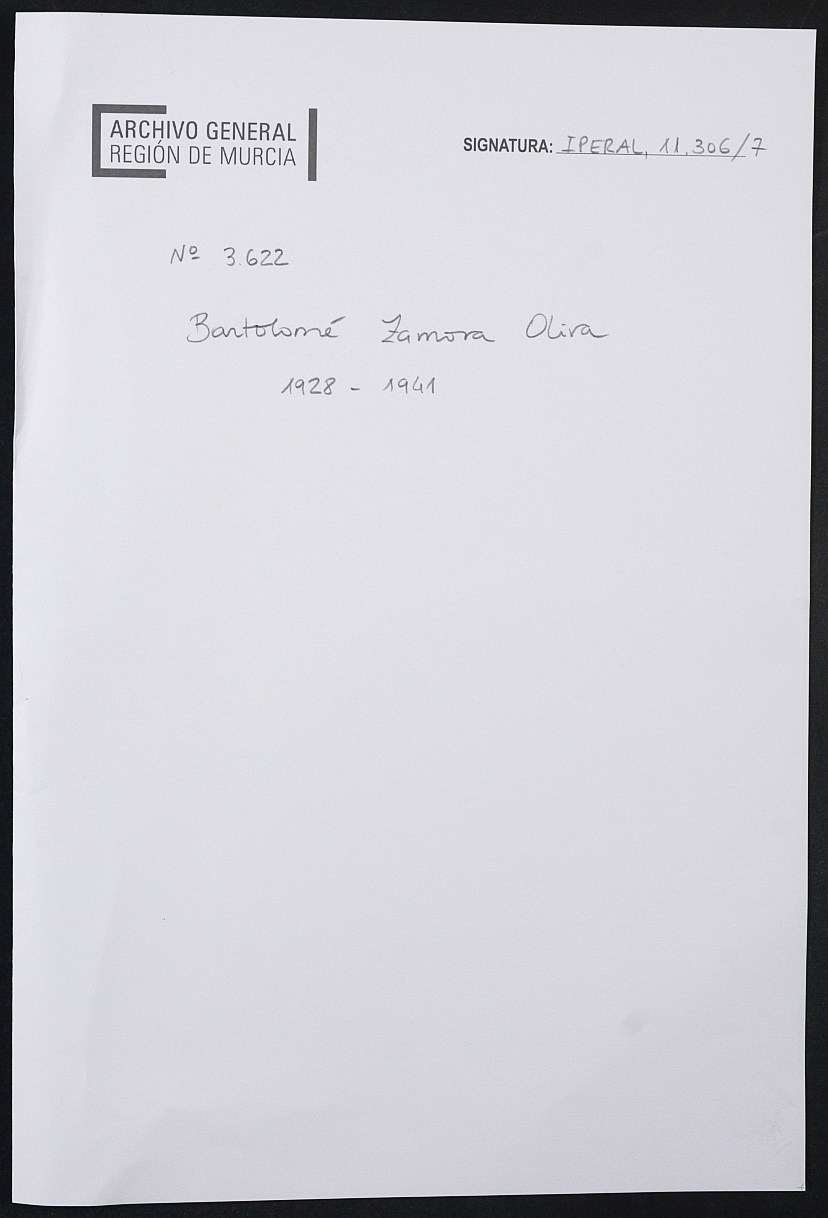 ARCHIVO GENERAL
REGIÓN DE MURCIA
SIGNATURA: IPERAL, 11.306/7
Nº 3.622
Bartolomé Zamora Oliva
1928 - 1941